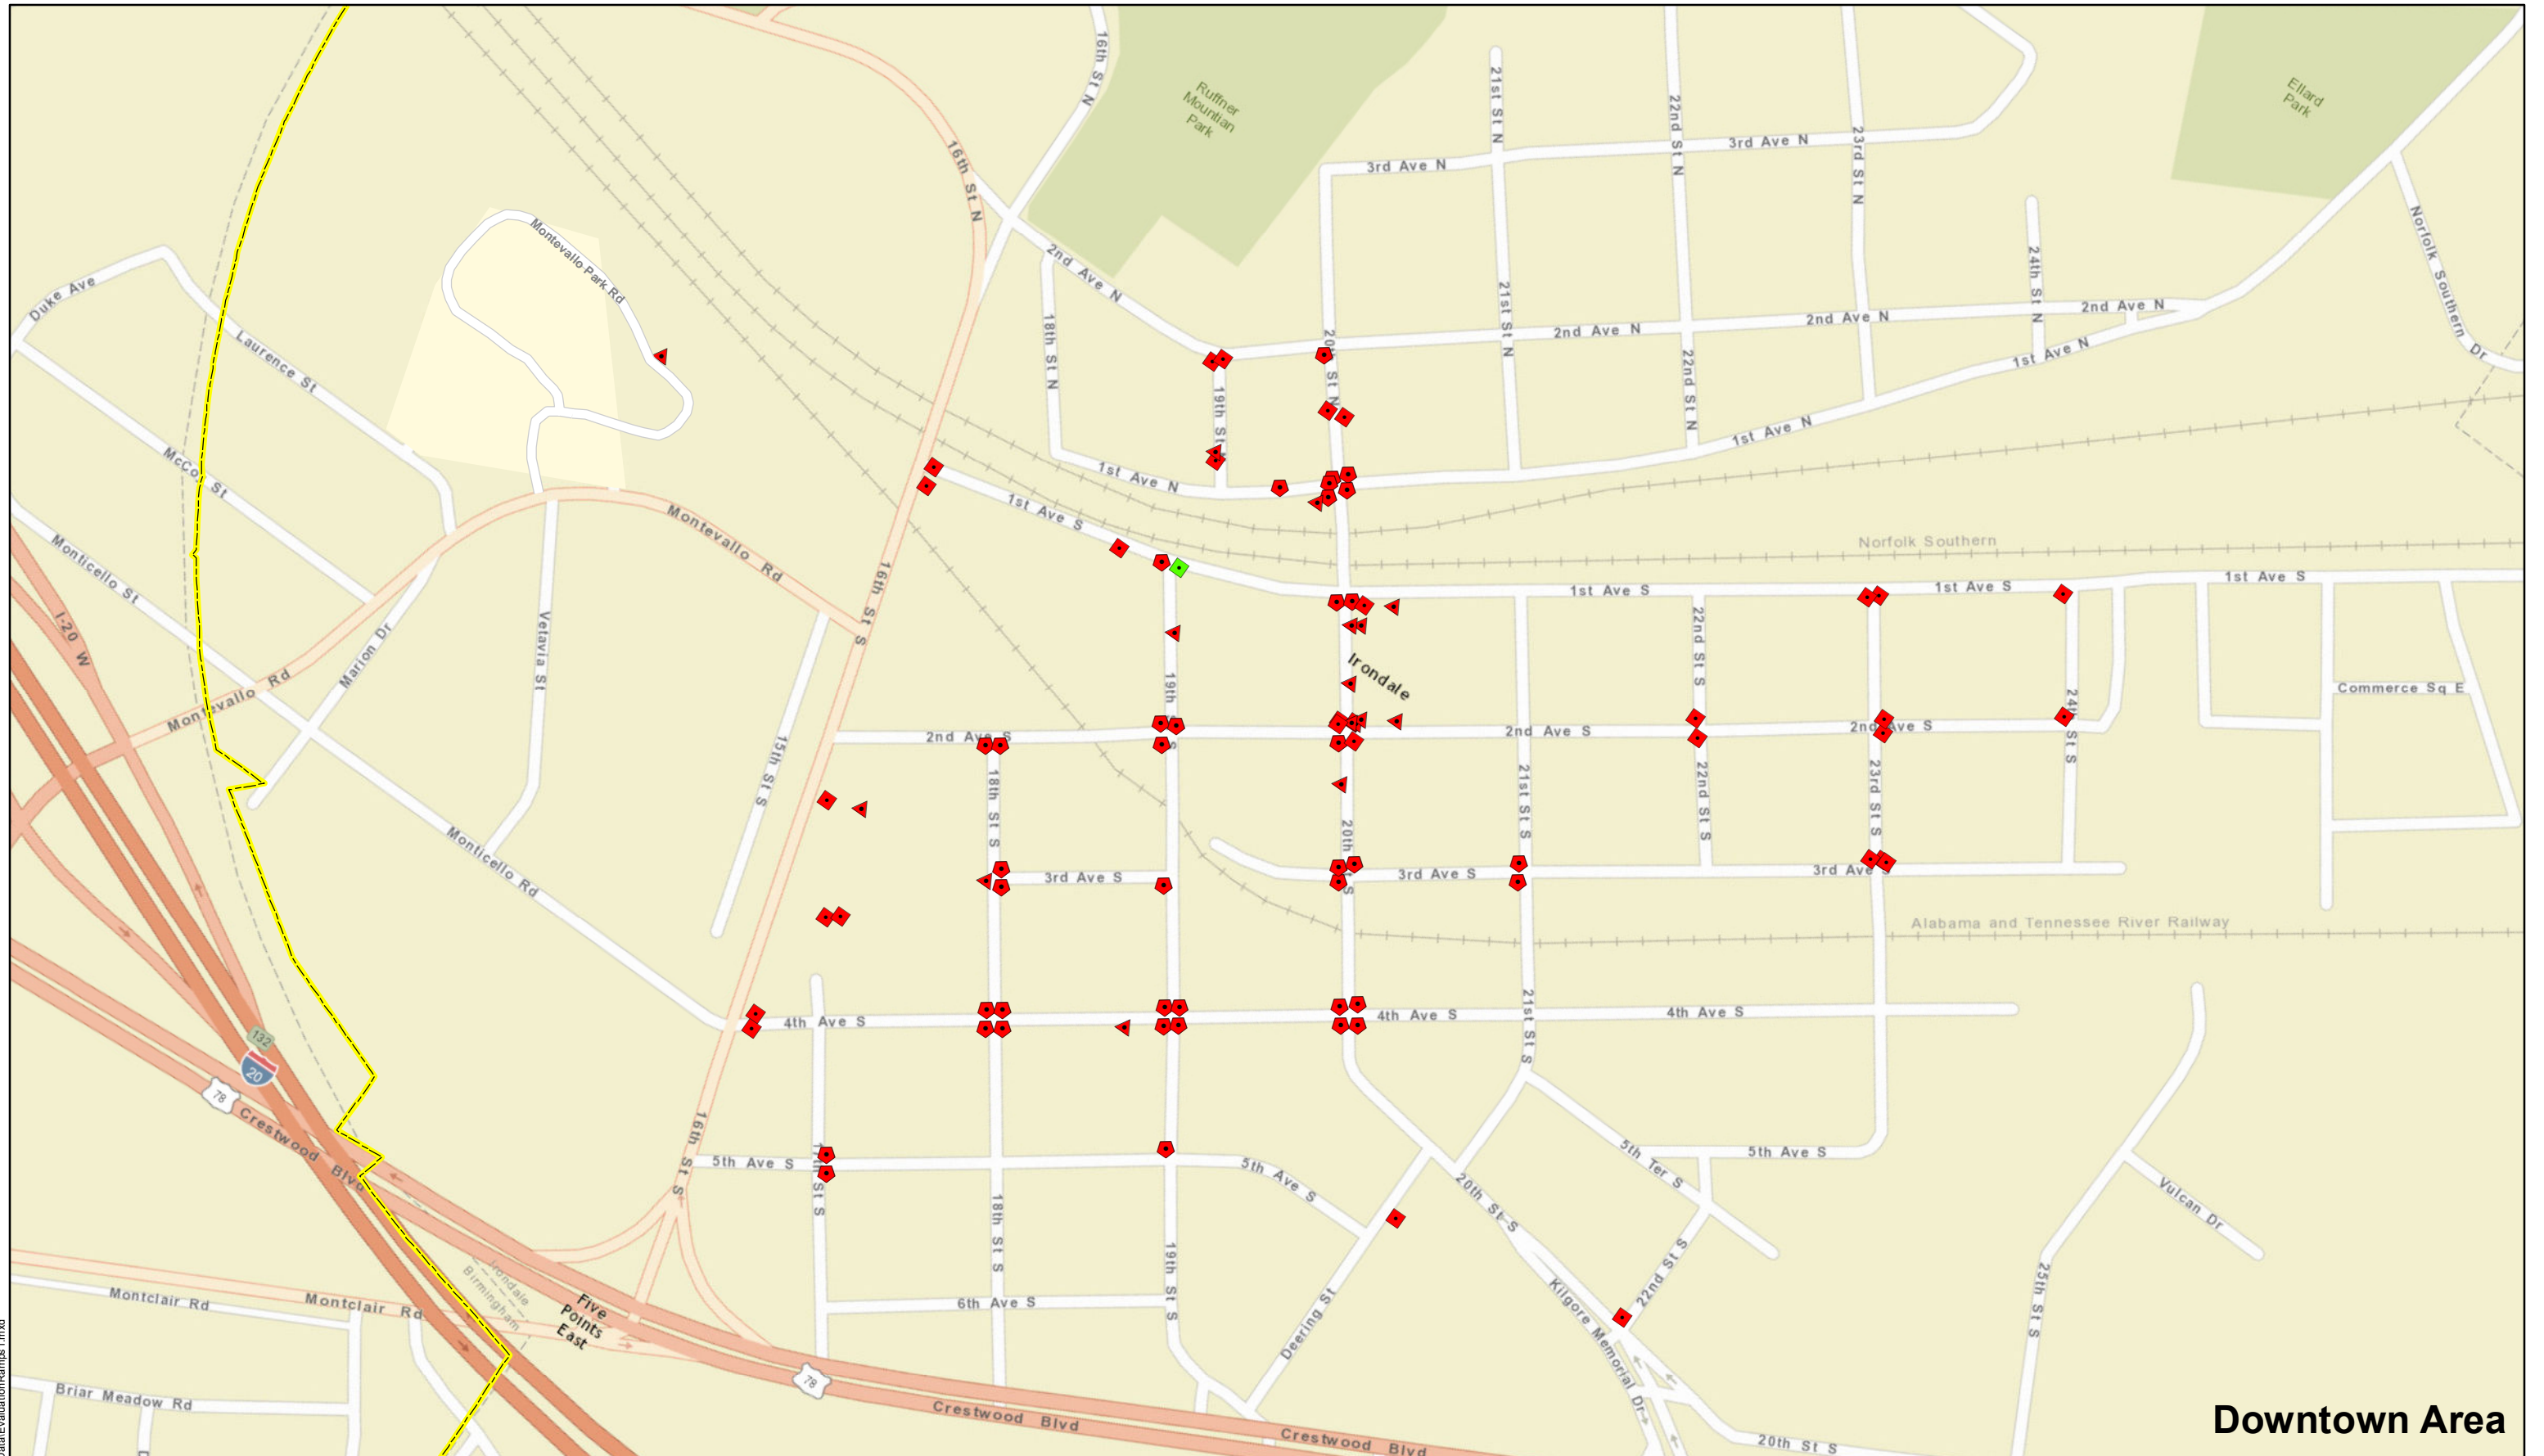 16th St N
Ruffner
Mountian
Park
21st St N
22nd St N
23rd St N
3rd Ave N
3rd Ave N
Ellard
Park
16th St N
Norfolk Southern Dr
Montevallo Park Rd
2nd Ave N
24th St N
Duke Ave
2nd Ave N
2nd Ave N
2nd Ave N
21st St N
18th St N
20th St N
22nd St N
1st Ave N
Laurence St
19th St N
1st Ave N
McCoy St
1st Ave N
1st Ave S
Montevallo Rd
Norfolk Southern
Monticello St
16th St S
1st Ave S
1st Ave S
1st Ave S
I-20 W
Marion Dr
Vetavia St
22nd St S
Irondale
19th St S
Commerce Sq E
Montevallo Rd
24th St S
2nd Ave S
2nd Ave S
2nd Ave S
15th St S
18th St S
21st St S
22nd St S
23rd St S
20th St S
Monticello Rd
3rd Ave S
3rd Ave S
3rd Ave S
Alabama and Tennessee River Railway
4th Ave S
4th Ave S
4th Ave S
21st St S
132
20
78
Crestwood Blvd
16th St S
5th Ave S
17th St S
5th Ave S
5th Ter S
5th Ave S
18th St S
20th St S
Vulcan Dr
19th St S
22nd St S
25th St S
Irondale
Birmingham
Montclair Rd
Montclair Rd
Five
Points
East
6th Ave S
Deering St
Kilgore Memorial Dr
78
Briar Meadow Rd
Crestwood Blvd
Crestwood Blvd
20th St S
Downtown Area